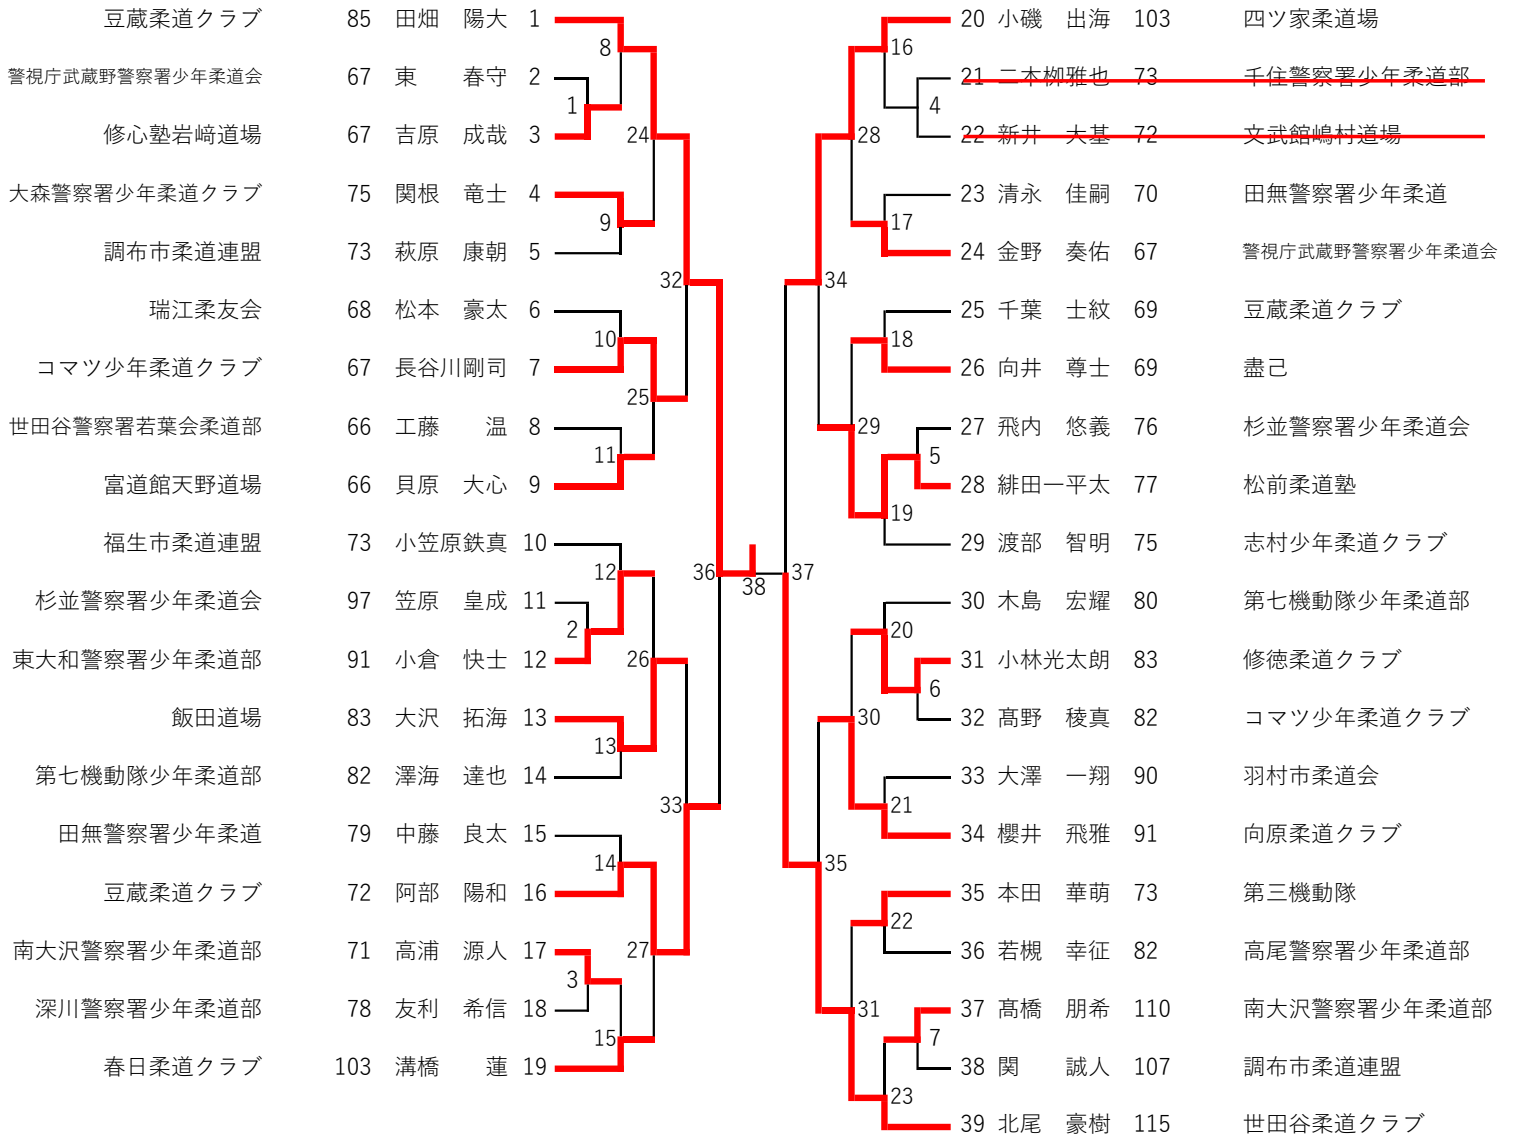 豆蔵柔道クラブ 85 田畑 陽大 1
警視庁武蔵野警察署少年柔道会 67 東 春守 2
修心塾岩﨑道場 67 吉原 成哉 3
大森警察署少年柔道クラブ 75 関根 竜士 4
調布市柔道連盟 73 萩原 康朝 5
瑞江柔友会 68 松本 豪太 6
コマツ少年柔道クラブ 67 長谷川剛司 7
世田谷警察署若葉会柔道部 66 工藤 温 8
富道館天野道場 66 貝原 大心 9
福生市柔道連盟 73 小笠原鉄真 10
杉並警察署少年柔道会 97 笠原 皇成 11
東大和警察署少年柔道部 91 小倉 快士 12
飯田道場 83 大沢 拓海 13
第七機動隊少年柔道部 82 澤海 達也 14
田無警察署少年柔道 79 中藤 良太 15
豆蔵柔道クラブ 72 阿部 陽和 16
南大沢警察署少年柔道部 71 高浦 源人 17
深川警察署少年柔道部 78 友利 希信 18
春日柔道クラブ 103 溝橋 蓮 19
8
1
24
9
32
10
25
11
12
36
2
26
13
33
14
27
3
15
38
37
16
4
28
17
34
18
29
5
19
20
6
30
21
35
22
31
7
23
20 小磯 出海 103 四ツ家柔道場
21 二木栁雅也 73 千住警察署少年柔道部
22 新井 大基 72 文武館嶋村道場
23 清永 佳嗣 70 田無警察署少年柔道
24 金野 奏佑 67 警視庁武蔵野警察署少年柔道会
25 千葉 士紋 69 豆蔵柔道クラブ
26 向井 尊士 69 盡己
27 飛内 悠義 76 杉並警察署少年柔道会
28 緋田一平太 77 松前柔道塾
29 渡部 智明 75 志村少年柔道クラブ
30 木島 宏耀 80 第七機動隊少年柔道部
31 小林光太朗 83 修徳柔道クラブ
32 髙野 稜真 82 コマツ少年柔道クラブ
33 大澤 一翔 90 羽村市柔道会
34 櫻井 飛雅 91 向原柔道クラブ
35 本田 華萌 73 第三機動隊
36 若槻 幸征 82 高尾警察署少年柔道部
37 髙橋 朋希 110 南大沢警察署少年柔道部
38 関 誠人 107 調布市柔道連盟
39 北尾 豪樹 115 世田谷柔道クラブ